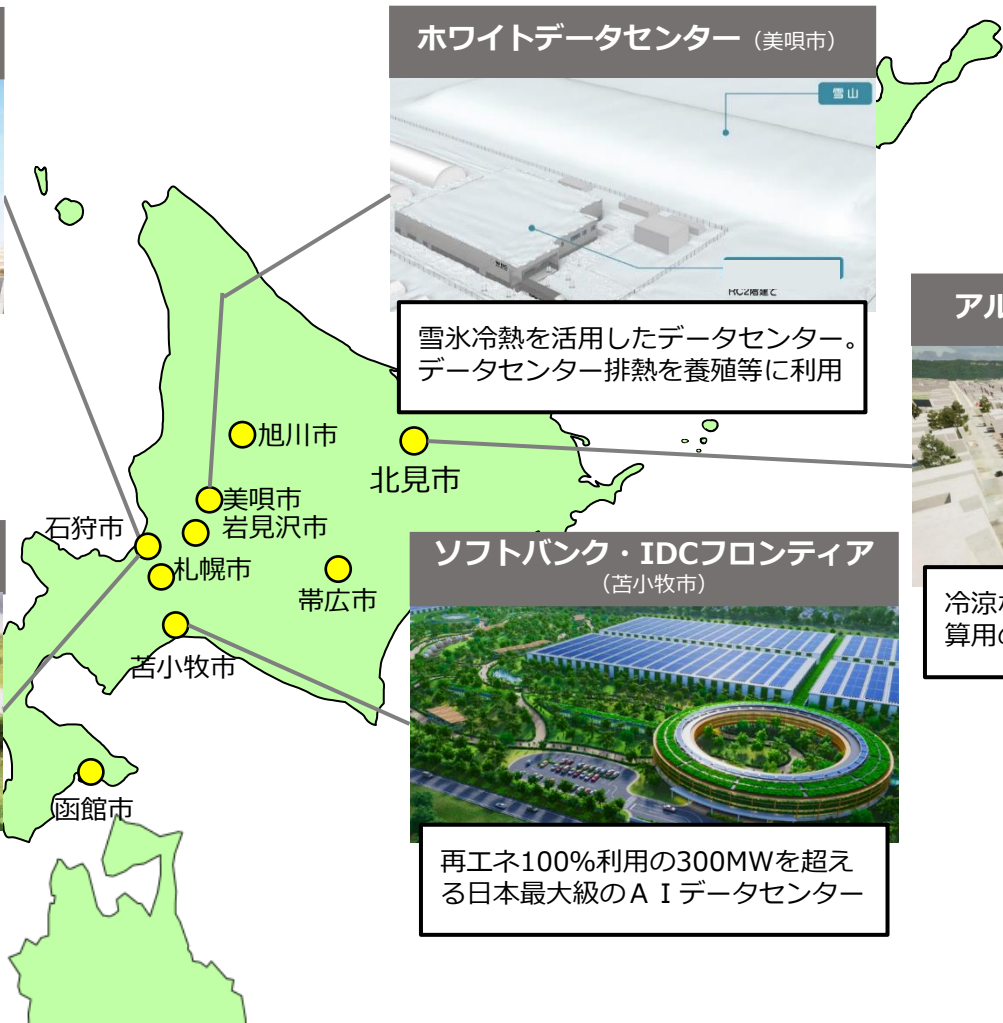 ホワイトデータセンター（美唄市）
雪山
RC2階建て
雪氷冷熱を活用したデータセンター。
データセンター排熱を養殖等に利用
アル
冷涼
算用の
旭川市
北見市
美唄市
岩見沢市
石狩市
札幌市
帯広市
苫小牧市
函館市
ソフトバンク・IDCフロンティア
（苫小牧市）
再エネ100%利用の300MWを超え
る日本最大級のＡＩデータセンター